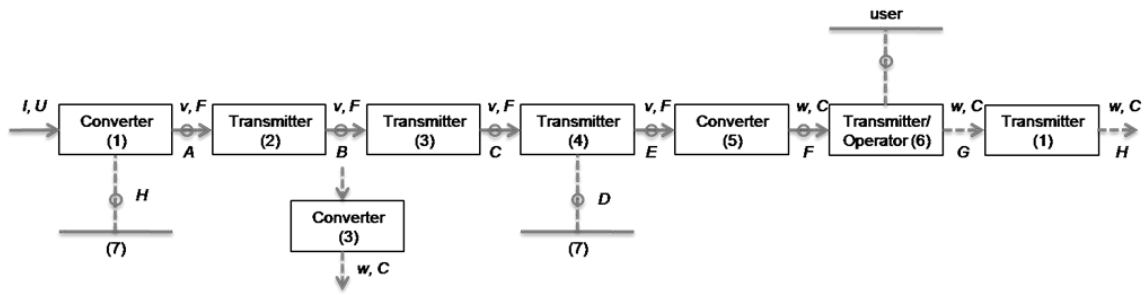 user
I, U
v, F
v, F
v, F
v, F
w, C
w, C
w, C
Converter
(1)
Transmitter
(2)
Transmitter
(3)
Transmitter
(4)
Converter
(5)
Transmitter/
Operator (6)
Transmitter
(1)
A
B
C
E
F
G
H
H
D
Converter
(3)
(7)
(7)
w, C